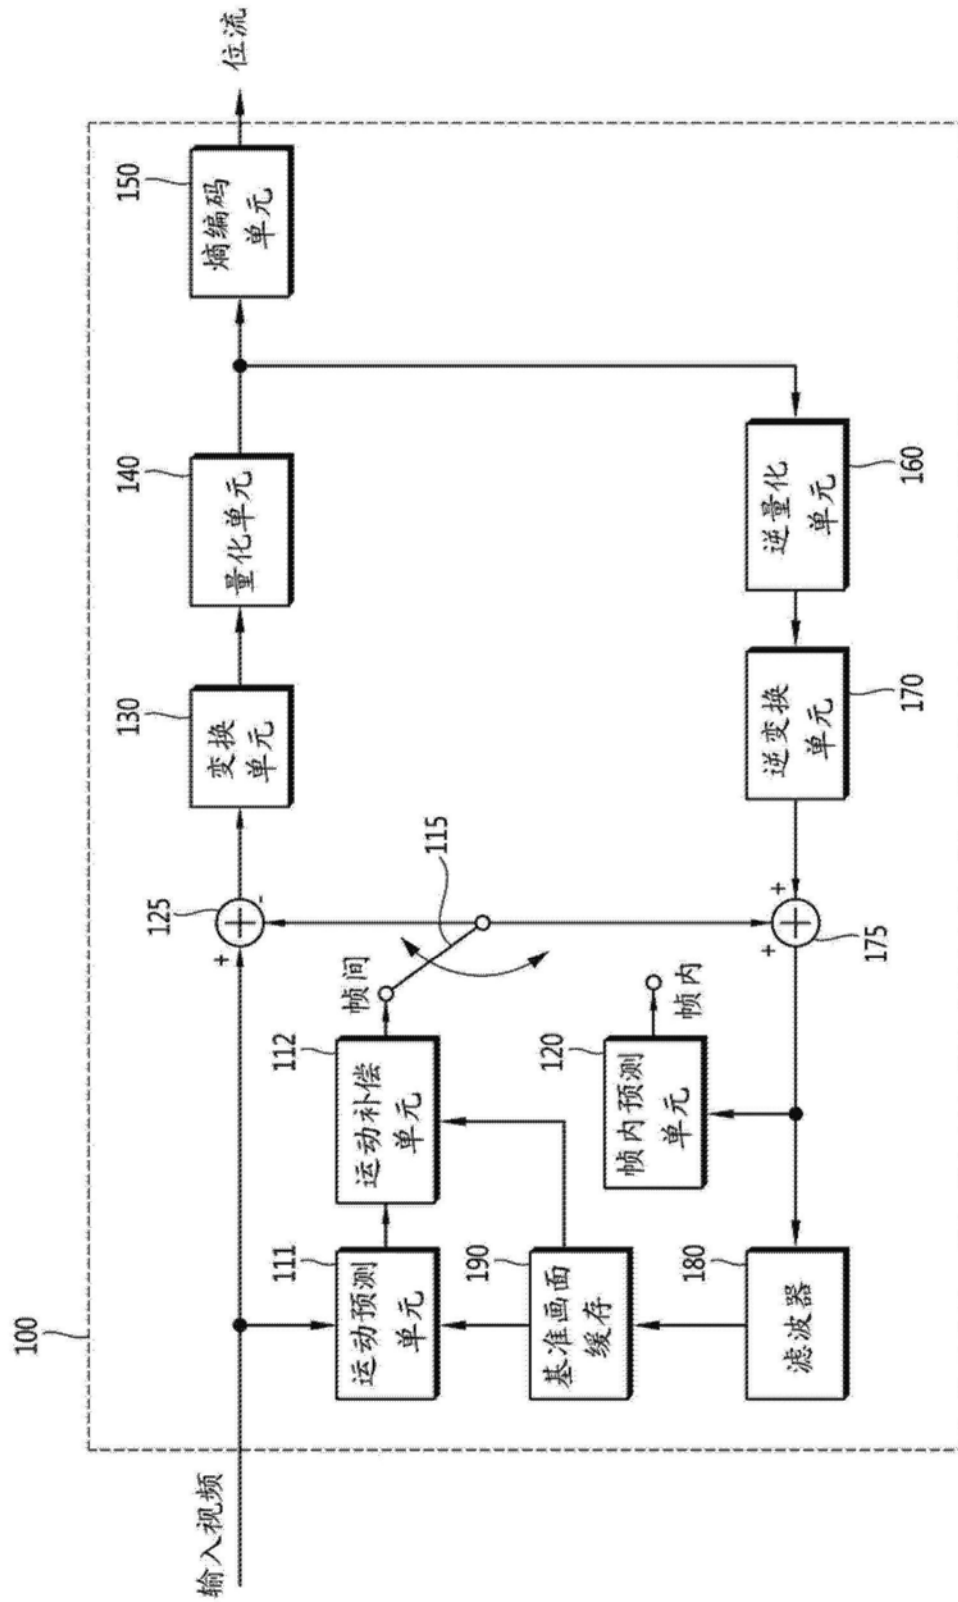 100
输入视频
125
+
-
130
变换
单元
140
量化单元
150
熵编码
单元
位流
111
运动预测
单元
112
运动补偿
单元
帧间
115
190
基准画面
缓存
120
帧内预测
单元
帧内
180
滤波器
+
+
175
逆变换
单元
170
逆量化
单元
160